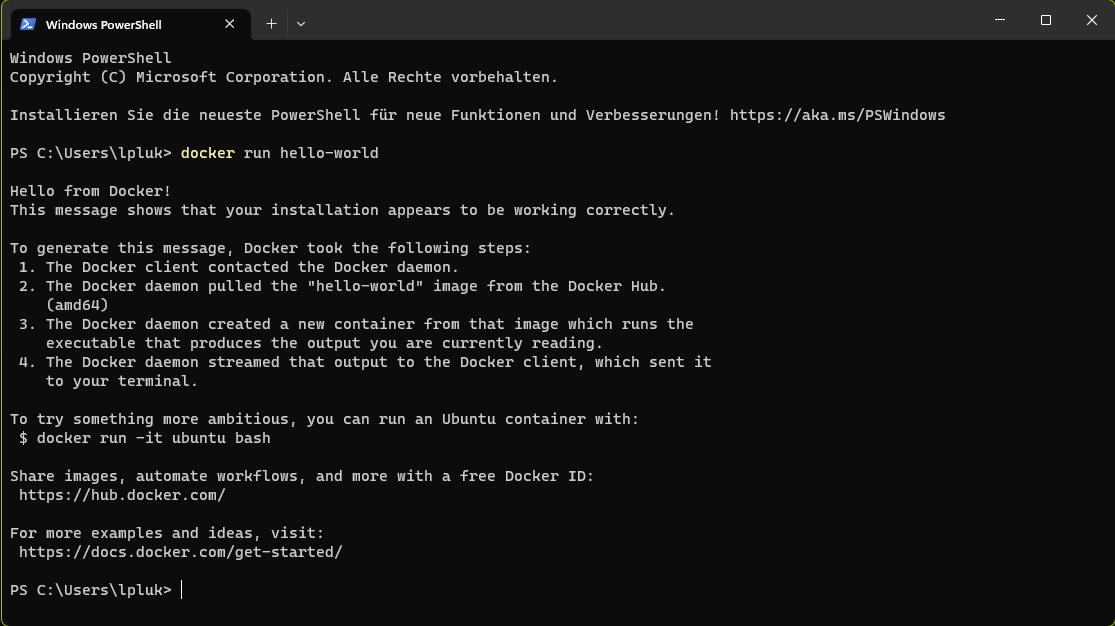 Windows PowerShell
Windows PowerShell
Copyright (C) Microsoft Corporation. Alle Rechte vorbehalten.
Installieren Sie die neueste PowerShell für neue Funktionen und Verbesserungen! https://aka.ms/PSWindows
PS C:\Users\lpluk> docker run hello-world
Hello from Docker!
This message shows that your installation appears to be working correctly.
To generate this message, Docker took the following steps:
1. The Docker client contacted the Docker daemon.
2. The Docker daemon pulled the "hello-world" image from the Docker Hub.
(amd64)
3. The Docker daemon created a new container from that image which runs the
executable that produces the output you are currently reading.
4. The Docker daemon streamed that output to the Docker client, which sent it
to your terminal.
To try something more ambitious, you can run an Ubuntu container with:
$ docker run -it ubuntu bash
Share images, automate workflows, and more with a free Docker ID:
https://hub.docker.com/
For more examples and ideas, visit:
https://docs.docker.com/get-started/
PS C:\Users\lpluk>